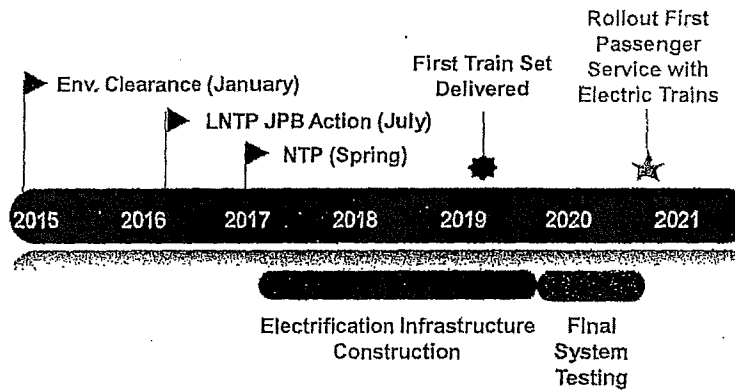 Rollout First
Passenger
Service with
Electric Trains
First Train Set
Delivered
Env. Clearance (January)
LNTP JPB Action (July)
NTP (Spring)
2015 2016 2017 2018 2019 2020 2021
Electrification Infrastructure
Construction
Final
System
Testing